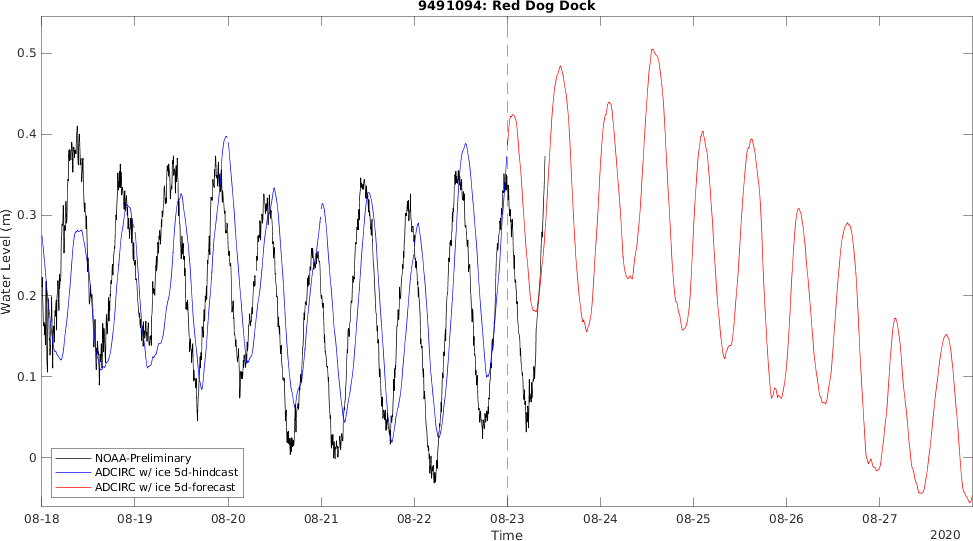 9491094: Red Dog Dock
Water Level (m)
0.5
0.4
0.3
0.2
0.1
0
NOAA-Preliminary
ADCIRC w/ ice 5d-hindcast
ADCIRC w/ ice 5d-forecast
08-18 08-19 08-20 08-21 08-22 08-23 08-24 08-25 08-26 08-27
Time
2020